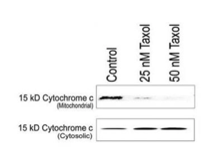 Control
25 nM Taxol
50 nM Taxol
15 kD Cytochrome c
(Mitochondrial)
15 kD Cytochrome c
(Cytosolic)